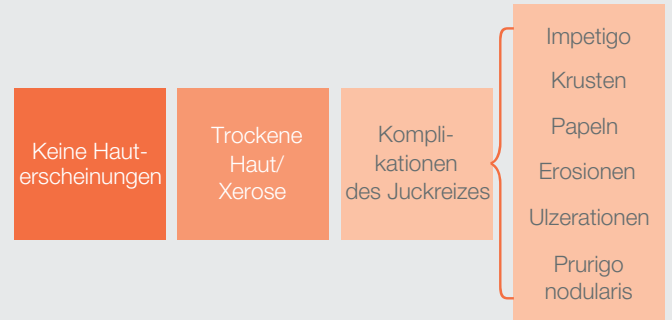 Keine Haut-
erscheinungen
Trockene
Haut/
Xerose
Kompli-
kationen
des Juckreizes
Impetigo
Krusten
Papeln
Erosionen
Ulzerationen
Prurigo
nodularis